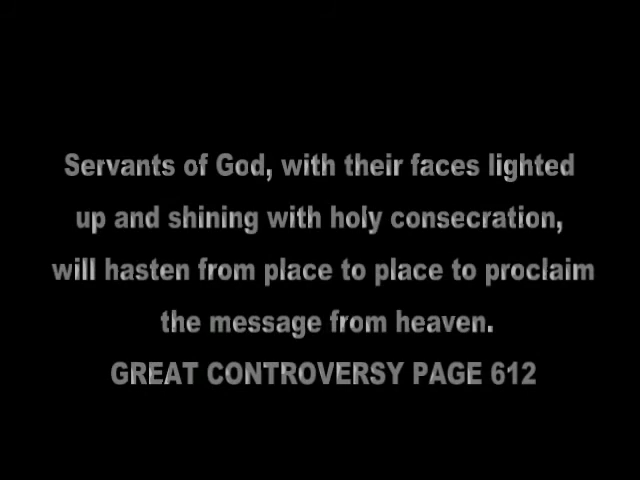 Servants of God, with their faces lighted
up and shining with holy consecration,
will hasten from place to place to proclaim
the message from heaven.
GREAT CONTROVERSY PAGE 612